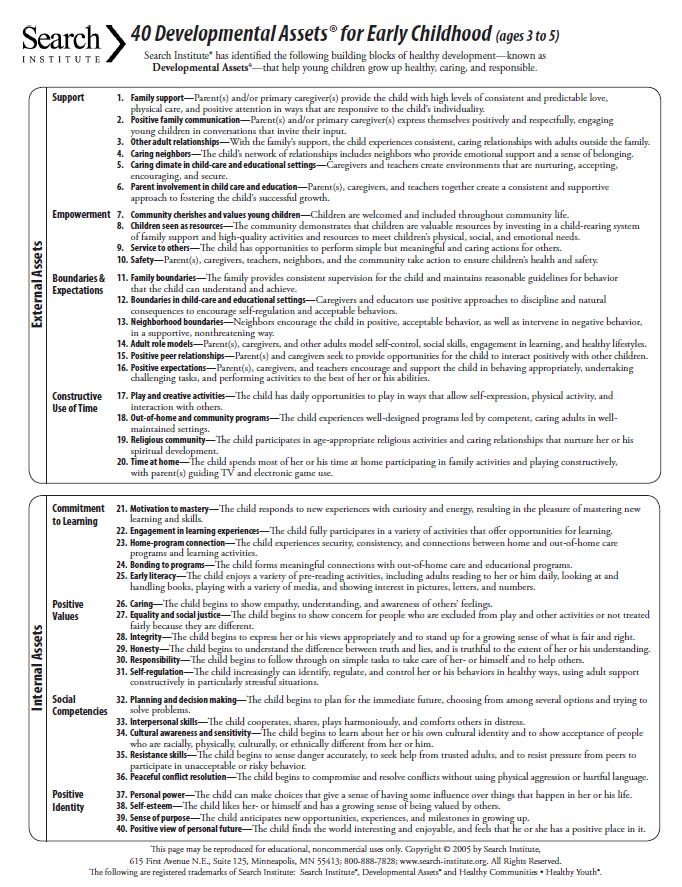 Search
INSTITUTE
40 Developmental Assets® for Early Childhood (ages 3 to 5)
Search Institute® has identified the following building blocks of healthy development—known as
Developmental Assets®—that help young children grow up healthy, caring, and responsible.
External Assets
Support
1. Family support—Parent(s) and/or primary caregiver(s) provide the child with high levels of consistent and predictable love,
physical care, and positive attention in ways that are responsive to the child's individuality.
2. Positive family communication—Parent(s) and/or primary caregiver(s) express themselves positively and respectfully, engaging
young children in conversations that invite their input.
3. Other adult relationships—With the family's support, the child experiences consistent, caring relationships with adults outside the family.
4. Caring neighbors—The child's network of relationships includes neighbors who provide emotional support and a sense of belonging.
5. Caring climate in child-care and educational settings—Caregivers and teachers create environments that are nurturing, accepting,
encouraging, and secure.
6. Parent involvement in child care and education—Parent(s), caregivers, and teachers together create a consistent and supportive
approach to fostering the child's successful growth.
Empowerment
7. Community cherishes and values young children—Children are welcomed and included throughout community life.
8. Children seen as resources—The community demonstrates that children are valuable resources by investing in a child-rearing system
of family support and high-quality activities and resources to meet children's physical, social, and emotional needs.
9. Service to others—The child has opportunities to perform simple but meaningful and caring actions for others.
10. Safety—Parent(s), caregivers, teachers, neighbors, and the community take action to ensure children's health and safety.
Boundaries &
Expectations
11. Family boundaries—The family provides consistent supervision for the child and maintains reasonable guidelines for behavior
that the child can understand and achieve.
12. Boundaries in child-care and educational settings—Caregivers and educators use positive approaches to discipline and natural
consequences to encourage self-regulation and acceptable behaviors.
13. Neighborhood boundaries—Neighbors encourage the child in positive, acceptable behavior, as well as intervene in negative behavior,
in a supportive, nonthreatening way.
14. Adult role models—Parent(s), caregivers, and other adults model self-control, social skills, engagement in learning, and healthy lifestyles.
15. Positive peer relationships—Parent(s) and caregivers seek to provide opportunities for the child to interact positively with other children.
16. Positive expectations—Parent(s), caregivers, and teachers encourage and support the child in behaving appropriately, undertaking
challenging tasks, and performing activities to the best of her or his abilities.
Constructive
Use of Time
17. Play and creative activities—The child has daily opportunities to play in ways that allow self-expression, physical activity, and
interaction with others.
18. Out-of-home and community programs—The child experiences well-designed programs led by competent, caring adults in well-
maintained settings.
19. Religious community—The child participates in age-appropriate religious activities and caring relationships that nurture her or his
spiritual development.
20. Time at home—The child spends most of her or his time at home participating in family activities and playing constructively,
with parent(s) guiding TV and electronic game use.
Internal Assets
Commitment
to Learning
21. Motivation to mastery—The child responds to new experiences with curiosity and energy, resulting in the pleasure of mastering new
learning and skills.
22. Engagement in learning experiences—The child fully participates in a variety of activities that offer opportunities for learning.
23. Home-program connection—The child experiences security, consistency, and connections between home and out-of-home care
programs and learning activities.
24. Bonding to programs—The child forms meaningful connections with out-of-home care and educational programs.
25. Early literacy—The child enjoys a variety of pre-reading activities, including adults reading to her or him daily, looking at and
handling books, playing with a variety of media, and showing interest in pictures, letters, and numbers.
Positive
Values
26. Caring—The child begins to show empathy, understanding, and awareness of others' feelings.
27. Equality and social justice—The child begins to show concern for people who are excluded from play and other activities or not treated
fairly because they are different.
28. Integrity—The child begins to express her or his views appropriately and to stand up for a growing sense of what is fair and right.
29. Honesty—The child begins to understand the difference between truth and lies, and is truthful to the extent of her or his understanding.
30. Responsibility—The child begins to follow through on simple tasks to take care of her- or himself and to help others.
31. Self-regulation—The child increasingly can identify, regulate, and control her or his behaviors in healthy ways, using adult support
constructively in particularly stressful situations.
Social
Competencies
32. Planning and decision making—The child begins to plan for the immediate future, choosing from among several options and trying to
solve problems.
33. Interpersonal skills—The child cooperates, shares, plays harmoniously, and comforts others in distress.
34. Cultural awareness and sensitivity—The child begins to learn about her or his own cultural identity and to show acceptance of people
who are racially, physically, culturally, or ethnically different from her or him.
35. Resistance skills—The child begins to sense danger accurately, to seek help from trusted adults, and to resist pressure from peers to
participate in unacceptable or risky behavior.
36. Peaceful conflict resolution—The child begins to compromise and resolve conflicts without using physical aggression or hurtful language.
Positive
Identity
37. Personal power—The child can make choices that give a sense of having some influence over things that happen in her or his life.
38. Self-esteem—The child likes her- or himself and has a growing sense of being valued by others.
39. Sense of purpose—The child anticipates new opportunities, experiences, and milestones in growing up.
40. Positive view of personal future—The child finds the world interesting and enjoyable, and feels that he or she has a positive place in it.
This page may be reproduced for educational, noncommercial uses only. Copyright © 2005 by Search Institute,
615 First Avenue N.E., Suite 125, Minneapolis, MN 55413; 800-888-7828; www.search-institute.org. All Rights Reserved.
The following are registered trademarks of Search Institute: Search Institute®, Developmental Assets® and Healthy Communities • Healthy Youth®.